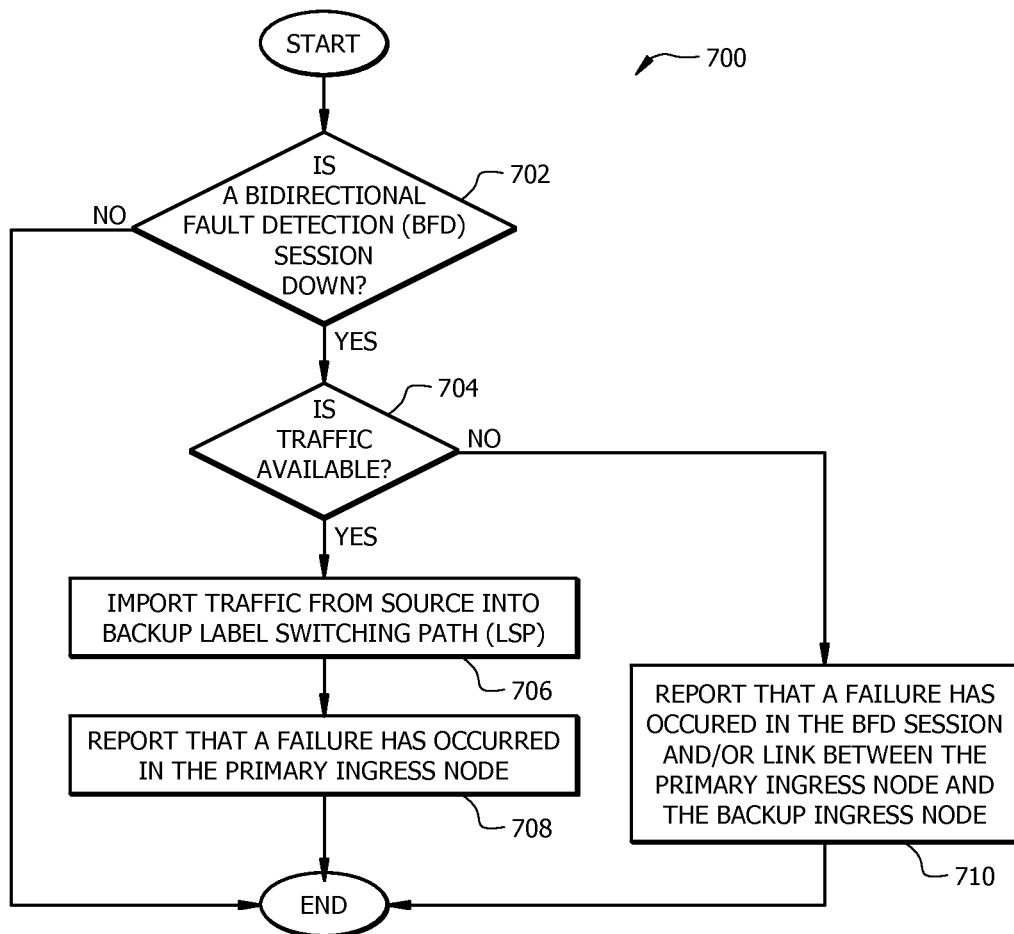 START
700
IS
A BIDIRECTIONAL
FAULT DETECTION (BFD)
SESSION
DOWN?
702
NO
YES
IS
TRAFFIC
AVAILABLE?
704
NO
YES
IMPORT TRAFFIC FROM SOURCE INTO
BACKUP LABEL SWITCHING PATH (LSP)
706
REPORT THAT A FAILURE HAS OCCURRED
IN THE PRIMARY INGRESS NODE
708
REPORT THAT A FAILURE HAS
OCCURED IN THE BFD SESSION
AND/OR LINK BETWEEN THE
PRIMARY INGRESS NODE AND
THE BACKUP INGRESS NODE
710
END